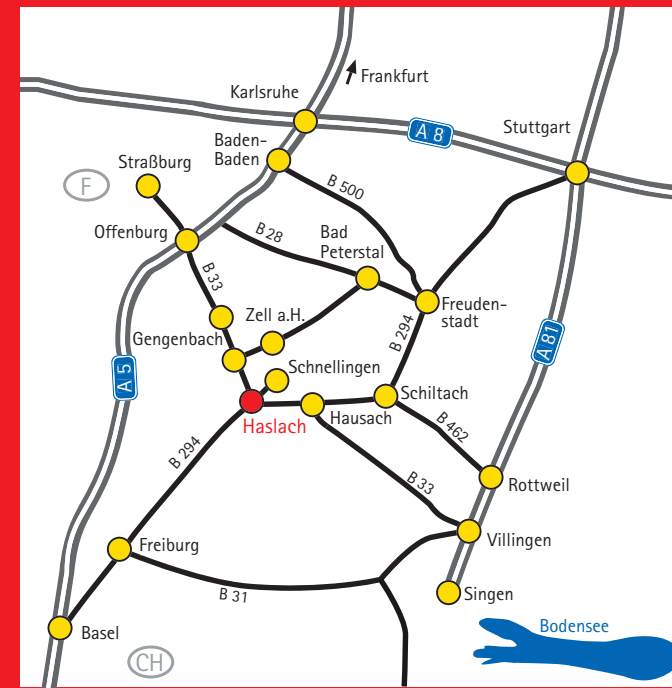 Frankfurt
Karlsruhe
A 8
Stuttgart
Baden-
Baden
Straßburg
F
B 500
Offenburg
B 28
Bad
Peterstal
B 33
Zell a.H.
Freuden-
stadt
Gengenbach
B 294
A 81
Schnellingen
A 5
Schiltach
Haslach
Hausach
B 462
B 294
B 33
Rottweil
Freiburg
Villingen
B 31
Singen
Basel
Bodensee
CH